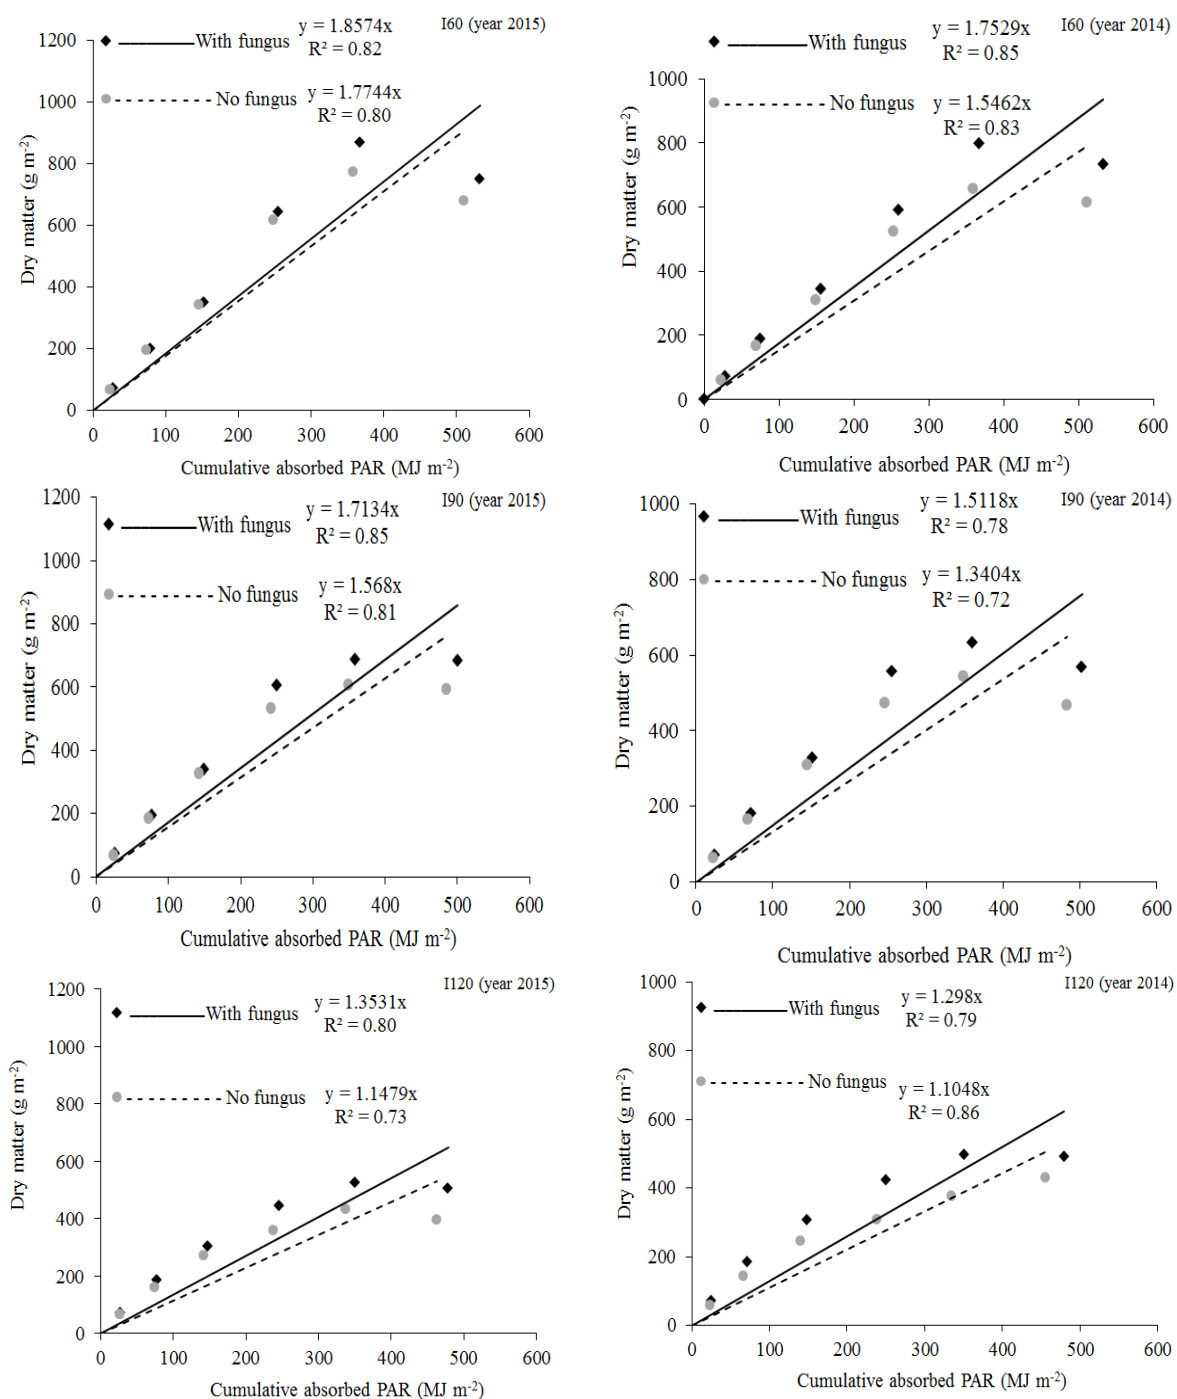 I60 (year 2015)
With fungus
y = 1.8574x
R² = 0.82
No fungus
y = 1.7744x
R² = 0.80
1200
1000
800
600
400
200
0
0 100 200 300 400 500 600
Dry matter (g m-2)
Cumulative absorbed PAR (MJ m-2)
I60 (year 2014)
With fungus
y = 1.7529x
R² = 0.85
No fungus
y = 1.5462x
R² = 0.83
1000
800
600
400
200
0
0 100 200 300 400 500 600
Dry matter (g m-2)
Cumulative absorbed PAR (MJ m-2)
I90 (year 2015)
With fungus
y = 1.7134x
R² = 0.85
No fungus
y = 1.568x
R² = 0.81
1200
1000
800
600
400
200
0
0 100 200 300 400 500 600
Dry matter (g m-2)
Cumulative absorbed PAR (MJ m-2)
I90 (year 2014)
With fungus
y = 1.5118x
R² = 0.78
No fungus
y = 1.3404x
R² = 0.72
1000
800
600
400
200
0
0 100 200 300 400 500 600
Dry matter (g m-2)
Cumulative absorbed PAR (MJ m-2)
I120 (year 2015)
With fungus
y = 1.3531x
R² = 0.80
No fungus
y = 1.1479x
R² = 0.73
1200
1000
800
600
400
200
0
0 100 200 300 400 500 600
Dry matter (g m-2)
Cumulative absorbed PAR (MJ m-2)
I120 (year 2014)
With fungus
y = 1.298x
R² = 0.79
No fungus
y = 1.1048x
R² = 0.86
1000
800
600
400
200
0
0 100 200 300 400 500 600
Dry matter (g m-2)
Cumulative absorbed PAR (MJ m-2)